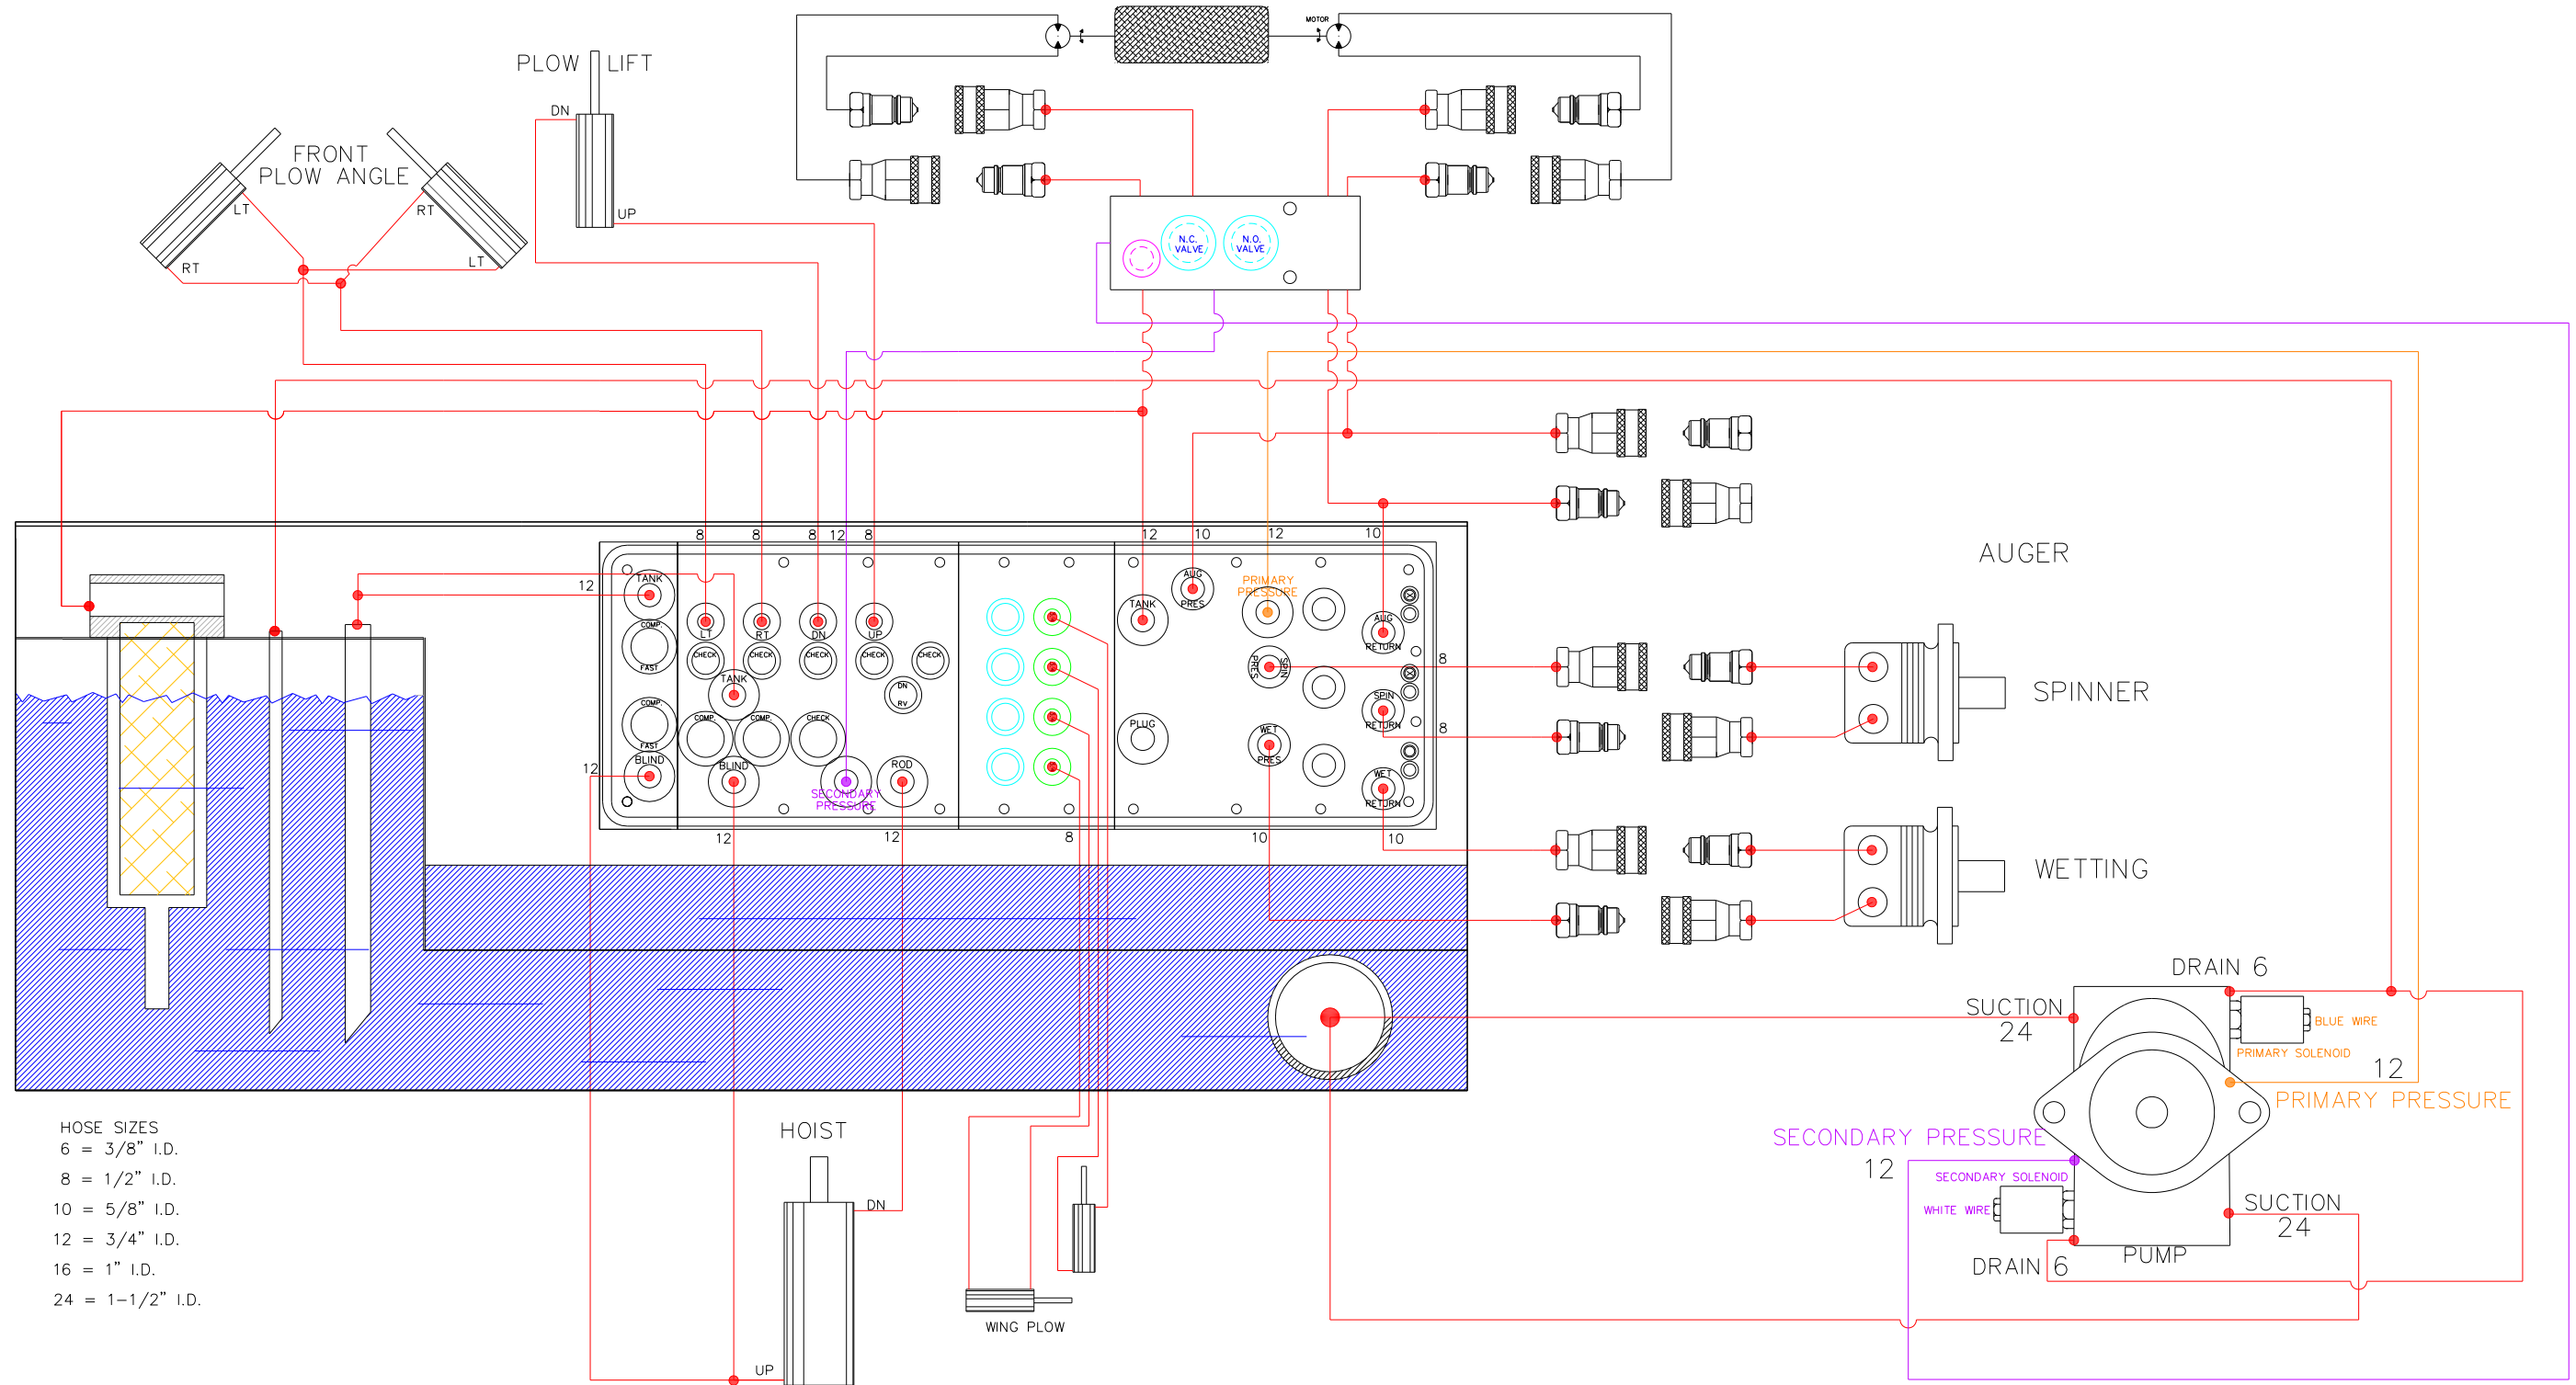 MOTOR
PLOW LIFT
DN
UP
FRONT
PLOW ANGLE
LT
RT
RT
LT
N.C.
VALVE
N.O.
VALVE
8
8
8
12
8
12
10
12
10
12
TANK
COMP.
FAST
COMP.
FAST
BLIND
12
LT
RT
DN
UP
CHECK
CHECK
CHECK
CHECK
CHECK
TANK
DN
RV
COMP.
COMP.
CHECK
BLIND
ROD
SECONDARY
PRESSURE
TANK
AUG
PRES
PRIMARY
PRESSURE
AUG
RETURN
SPIN
PRES
SPIN
RETURN
PLUG
WET
PRES
WET
RETURN
8
8
12
12
8
10
10
AUGER
SPINNER
WETTING
DRAIN 6
SUCTION
24
BLUE WIRE
PRIMARY SOLENOID
12
PRIMARY PRESSURE
SECONDARY PRESSURE
12
SECONDARY SOLENOID
WHITE WIRE
SUCTION
24
PUMP
DRAIN 6
HOSE SIZES
6 = 3/8" I.D.
8 = 1/2" I.D.
10 = 5/8" I.D.
12 = 3/4" I.D.
16 = 1" I.D.
24 = 1-1/2" I.D.
HOIST
DN
UP
WING PLOW